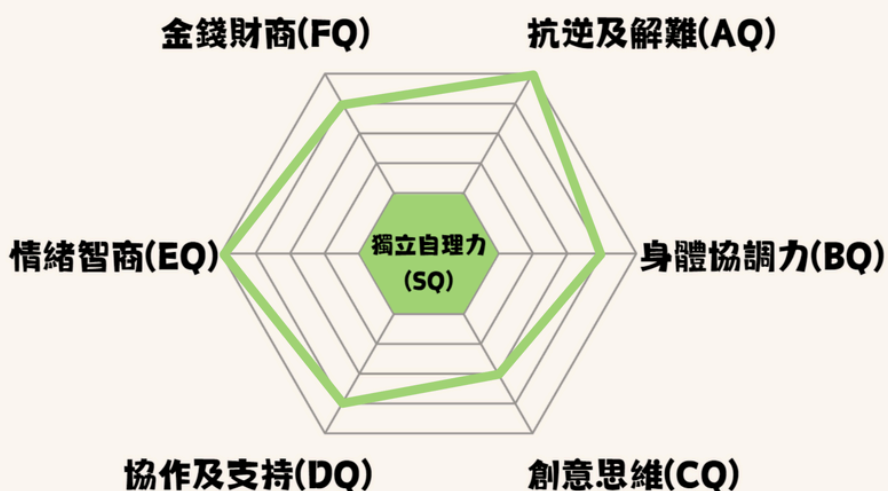 金錢財商(FQ)
抗逆及解難(AQ)
情緒智商(EQ)
獨立自理力
(SQ)
身體協調力(BQ)
協作及支持(DQ)
創意思維(CQ)